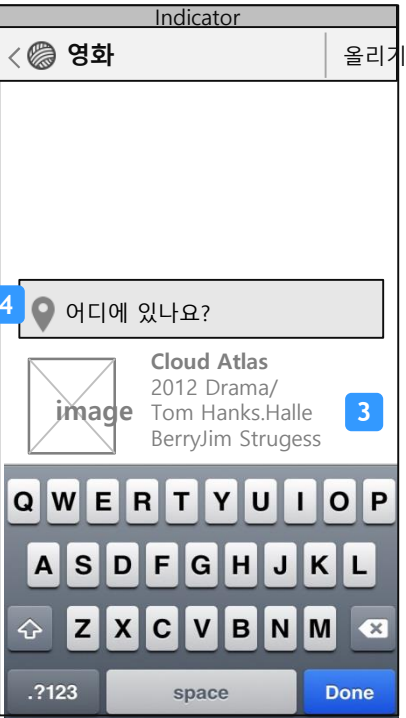 Indicator
영화
올리기
4
어디에 있나요?
Cloud Atlas
2012 Drama/
image
Tom Hanks.Halle
3
BerryJim Strugess
Q W E R T Y U I O P
A S D F G H J K L
Z X C V B N M
.?123 space Done